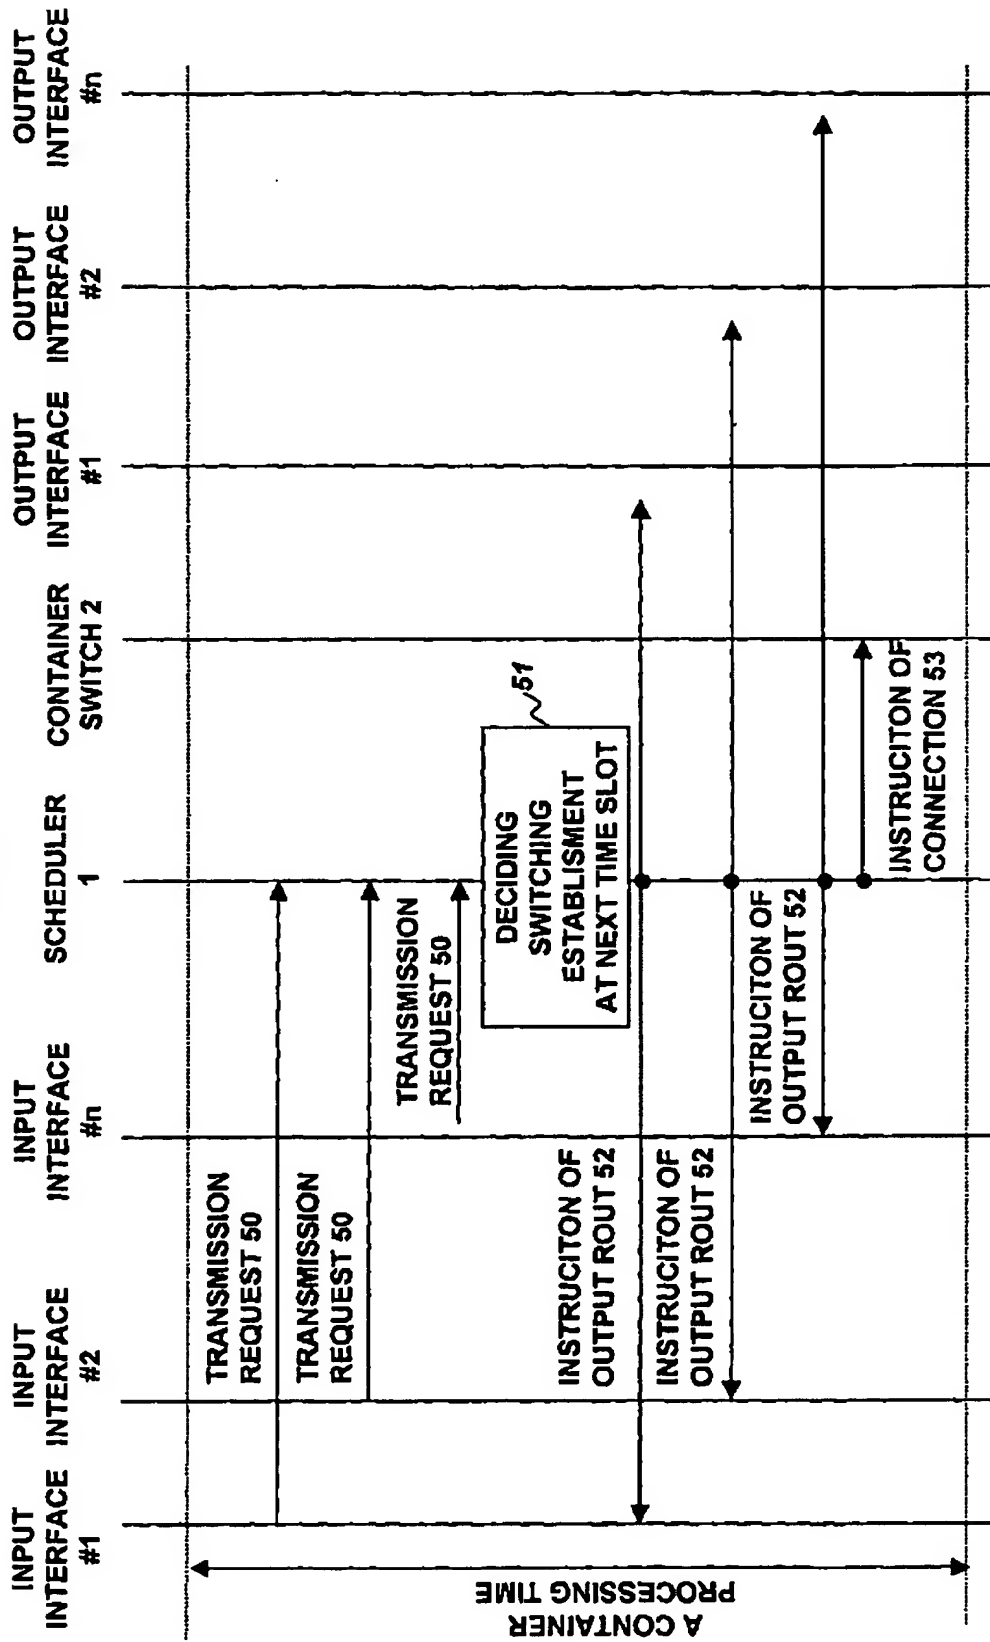 INPUT
INTERFACE
#1
INPUT
INTERFACE
#2
INPUT
INTERFACE
#n
SCHEDULER
1
CONTAINER
SWITCH 2
OUTPUT
INTERFACE
#1
OUTPUT
INTERFACE
#2
OUTPUT
INTERFACE
#n
A CONTAINER
PROCESSING TIME
TRANSMISSION
REQUEST 50
TRANSMISSION
REQUEST 50
TRANSMISSION
REQUEST 50
DECIDING
SWITCHING
ESTABLISMENT
AT NEXT TIME SLOT
51
INSTRUCITON OF
OUTPUT ROUT 52
INSTRUCITON OF
OUTPUT ROUT 52
INSTRUCITON OF
OUTPUT ROUT 52
INSTRUCITON OF
CONNECTION 53